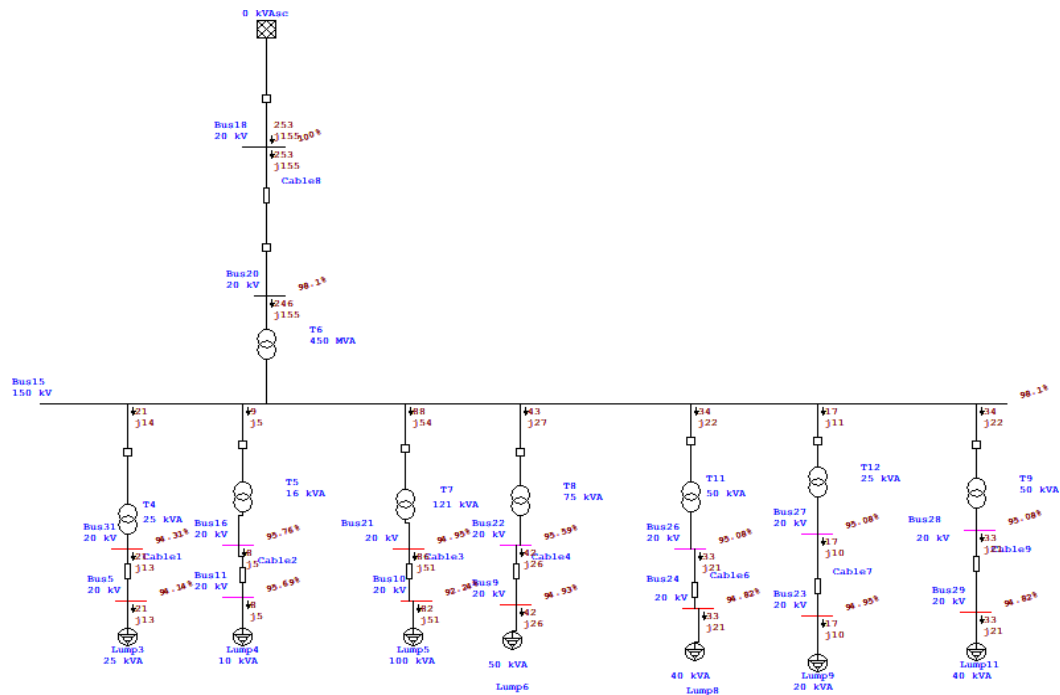 0 kVAsc
Bus18
20 kV
253
j155
100%
253
j155
Cable8
Bus20
20 kV
98.1%
246
j155
T6
450 MVA
Bus15
150 kV
98.1%
21
j14
9
j5
88
j54
43
j27
34
j22
17
j11
34
j22
T4
25 kVA
T5
16 kVA
T7
121 kVA
T8
75 kVA
T11
50 kVA
T12
25 kVA
T9
50 kVA
Bus31
20 kV
94.31%
j13
Cable1
Bus5
20 kV
94.14%
21
j13
Lump3
25 kVA
Bus16
20 kV
95.76%
8
j5
Cable2
Bus11
20 kV
95.69%
8
j5
Lump4
10 kVA
Bus21
20 kV
94.95%
86
j51
Cable3
Bus10
20 kV
92.24%
82
j51
Lump5
100 kVA
Bus22
20 kV
95.59%
42
j26
Cable4
Bus9
20 kV
94.93%
42
j26
50 kVA
Lump6
Bus26
20 kV
95.08%
33
j21
Cable6
Bus24
20 kV
94.82%
33
j21
40 kVA
Lump8
Bus27
20 kV
95.08%
17
j10
Cable7
Bus23
20 kV
94.95%
17
j10
Lump9
20 kVA
Bus28
20 kV
95.08%
33
j21
Cable9
Bus29
20 kV
94.82%
33
j21
Lump11
40 kVA